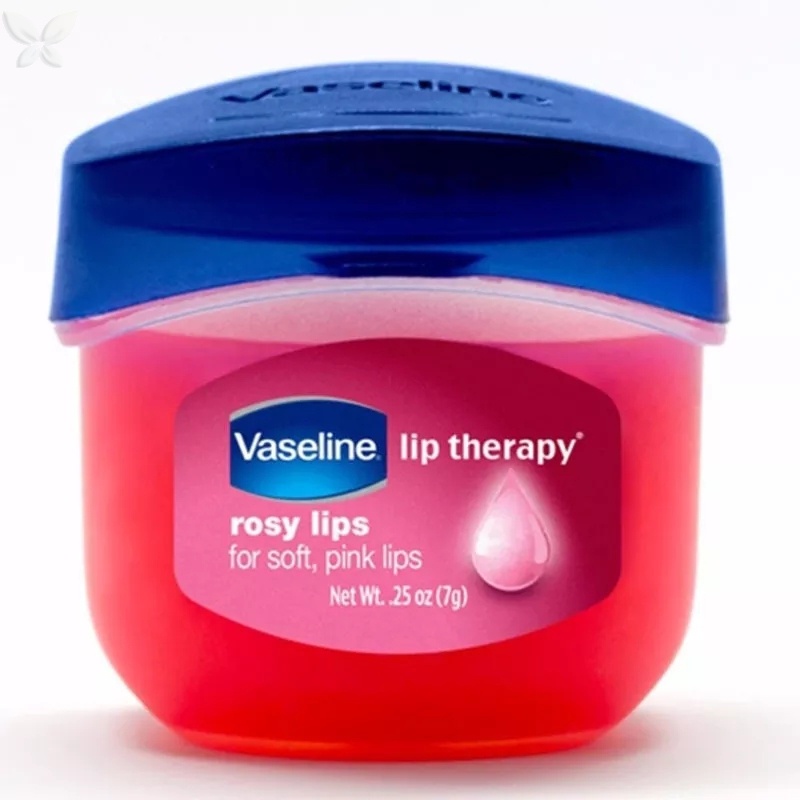 Vaseline
Vaseline. lip therapy®
rosy lips
for soft, pink lips
Net Wt. .25 oz (7g)